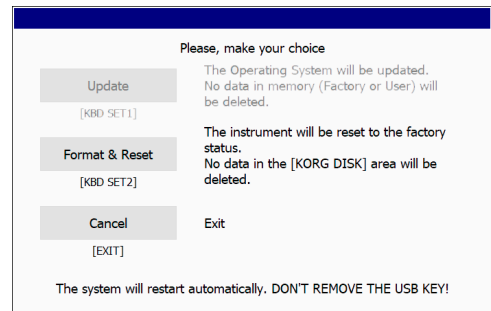 Please, make your choice
Update
[KBD SET1]
The Operating System will be updated.
No data in memory (Factory or User) will
be deleted.
Format & Reset
[KBD SET2]
The instrument will be reset to the factory
status.
No data in the [KORG DISK] area will be
deleted.
Cancel
[EXIT]
Exit
The system will restart automatically. DON'T REMOVE THE USB KEY!